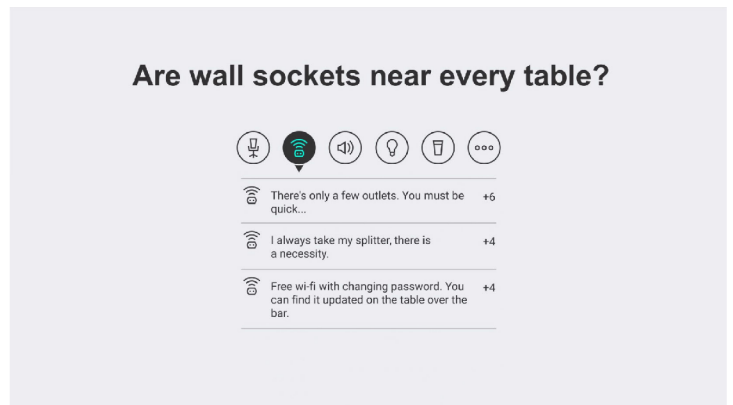 Are wall sockets near every table?
There's only a few outlets. You must be
quick...
+6
I always take my splitter, there is
a necessity.
+4
Free wi-fi with changing password. You
can find it updated on the table over the
bar.
+4